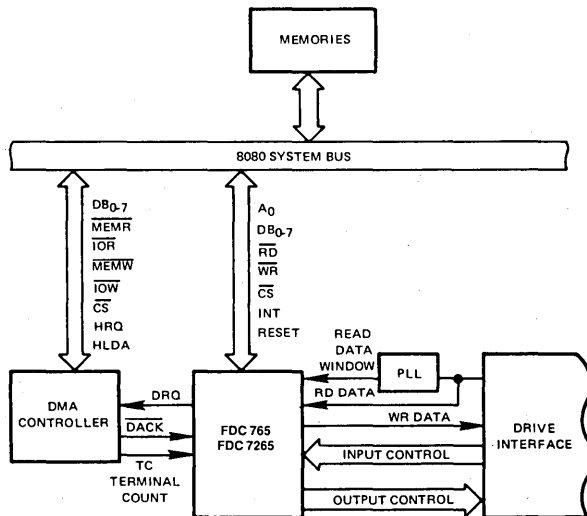 MEMORIES
8080 SYSTEM BUS
DB0-7
MEMR
IOR
MEMW
IOW
CS
HRQ
HLDA
A0
DB0-7
RD
WR
CS
INT
RESET
READ
DATA
WINDOW
PLL
RD DATA
WR DATA
INPUT CONTROL
OUTPUT CONTROL
DRIVE
INTERFACE
DMA
CONTROLLER
DRQ
DACK
TC
TERMINAL
COUNT
FDC 765
FDC 7265